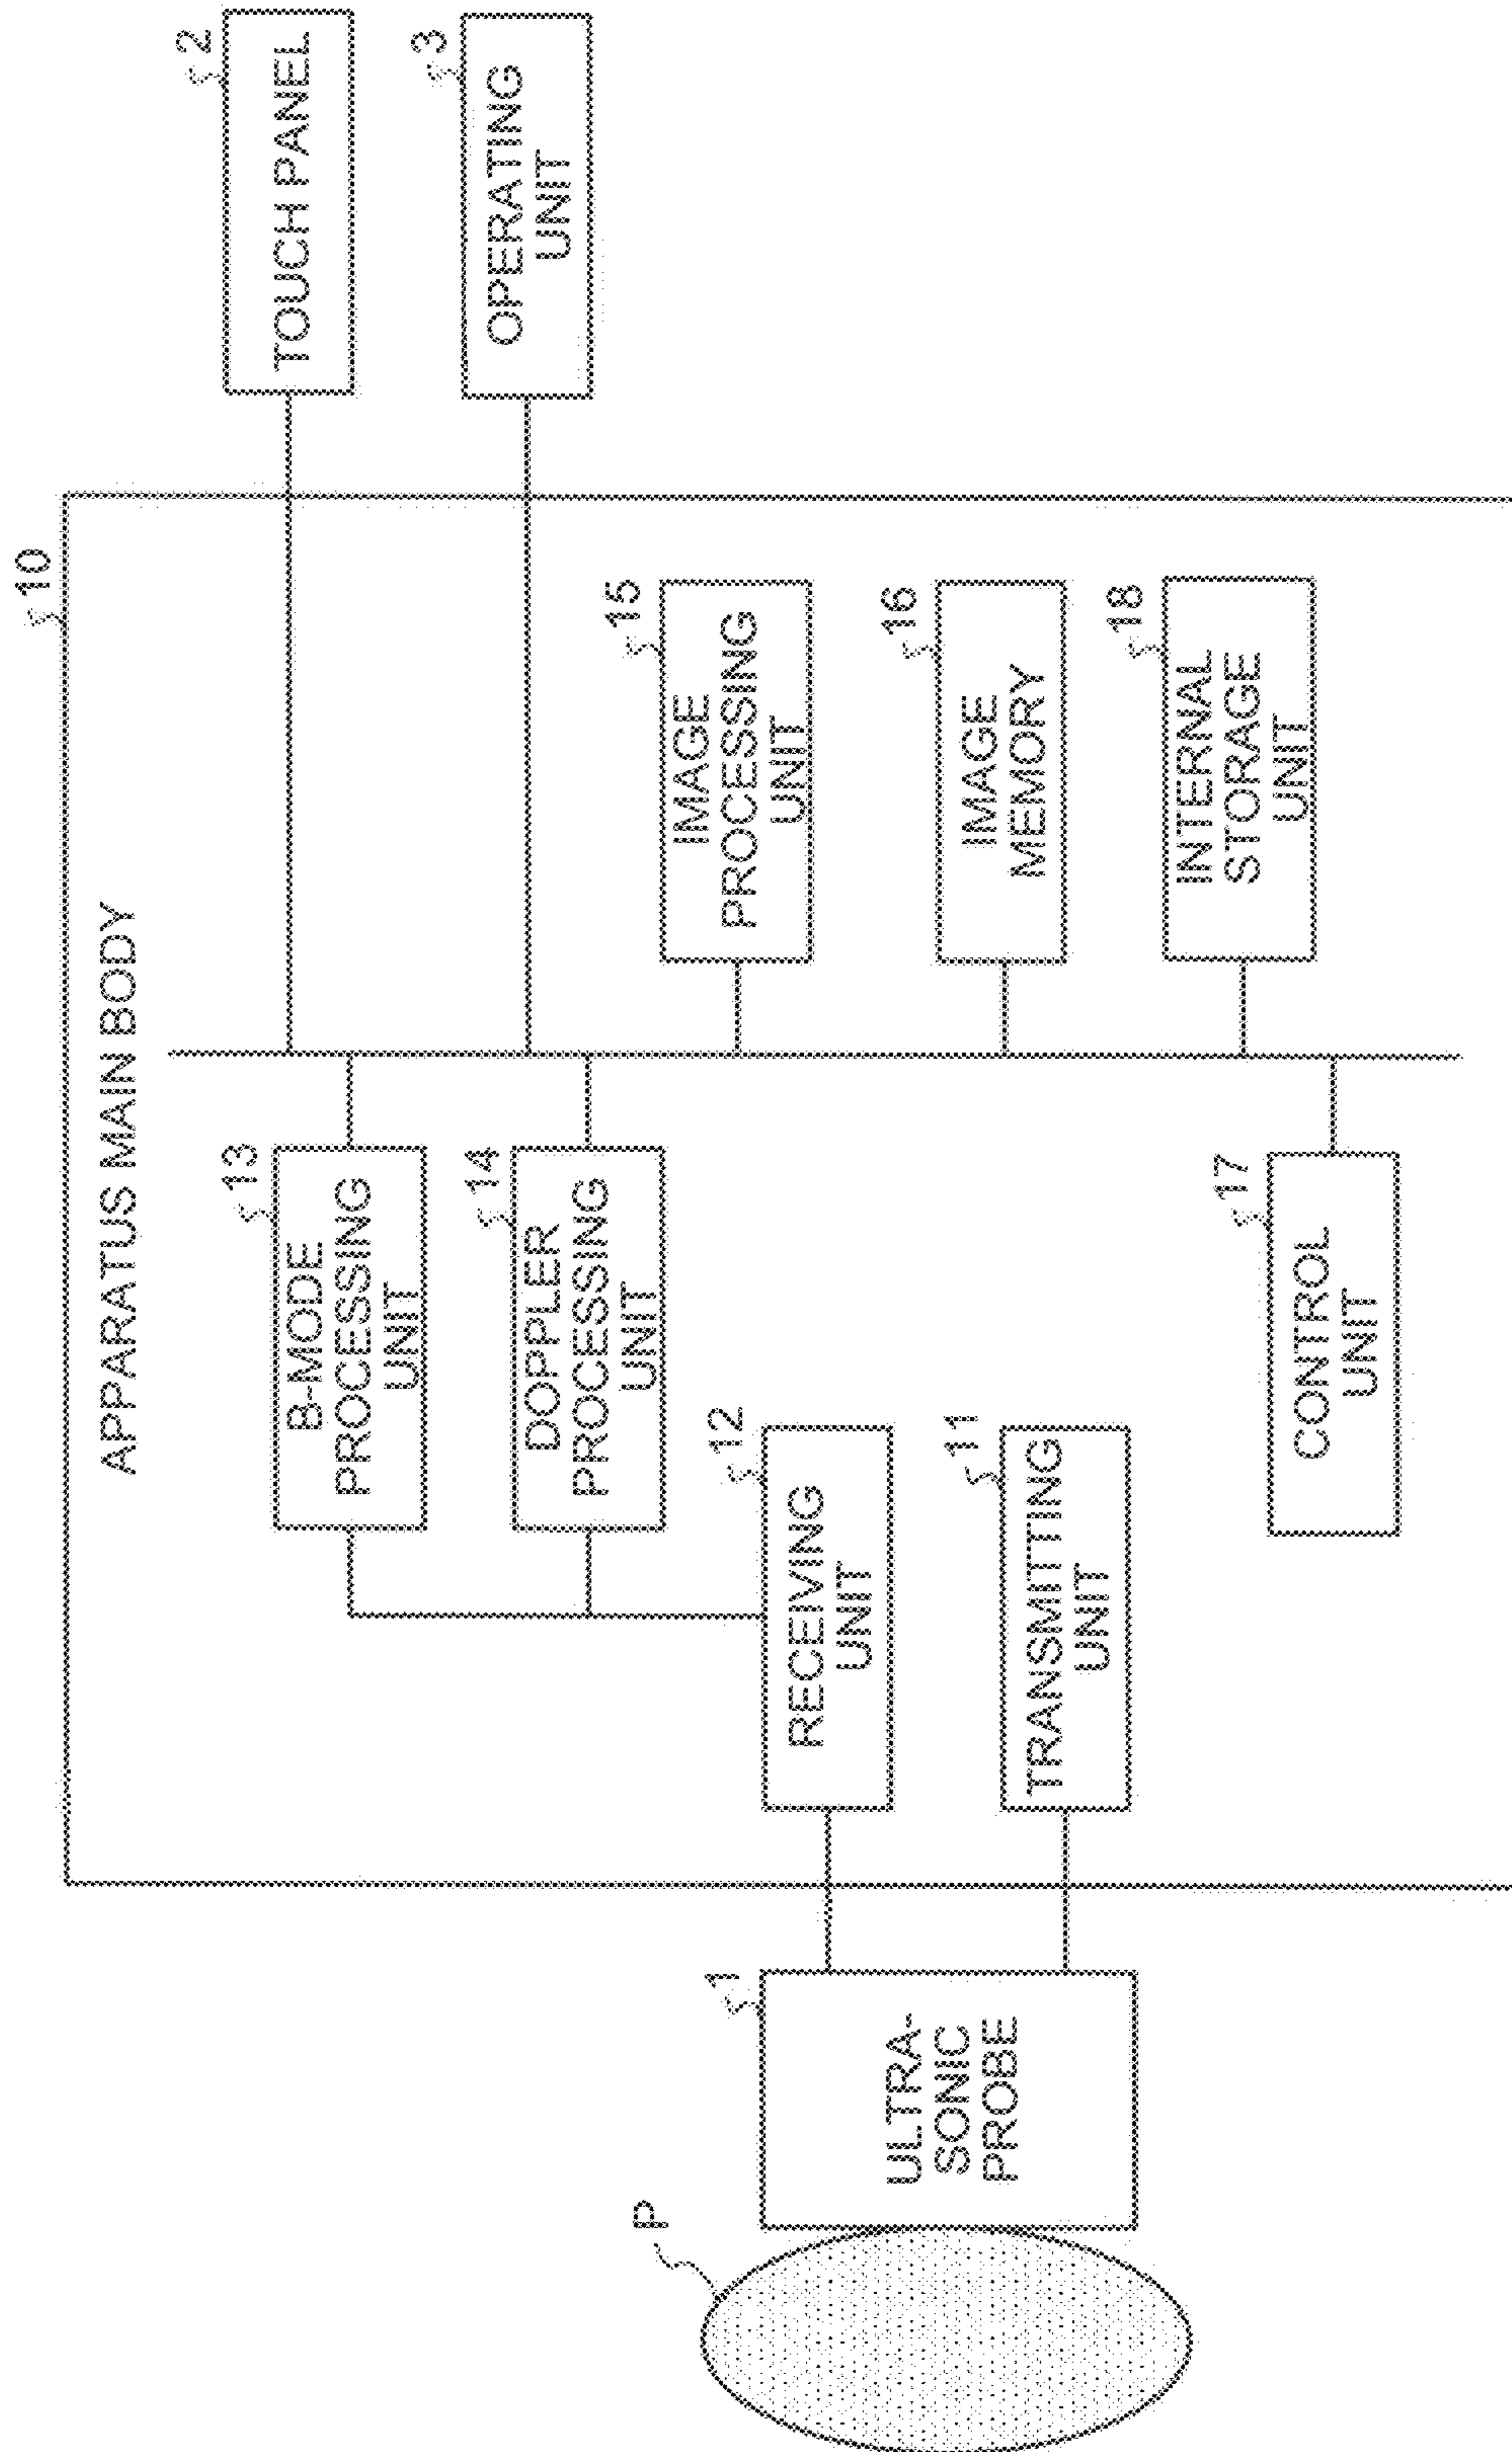 10
APPARATUS MAIN BODY
2
TOUCH PANEL
3
OPERATING
UNIT
13
B-MODE
PROCESSING
UNIT
14
DOPPLER
PROCESSING
UNIT
15
IMAGE
PROCESSING
UNIT
P
1
ULTRA-
SONIC
PROBE
12
RECEIVING
UNIT
11
TRANSMITTING
UNIT
16
IMAGE
MEMORY
17
CONTROL
UNIT
18
INTERNAL
STORAGE
UNIT